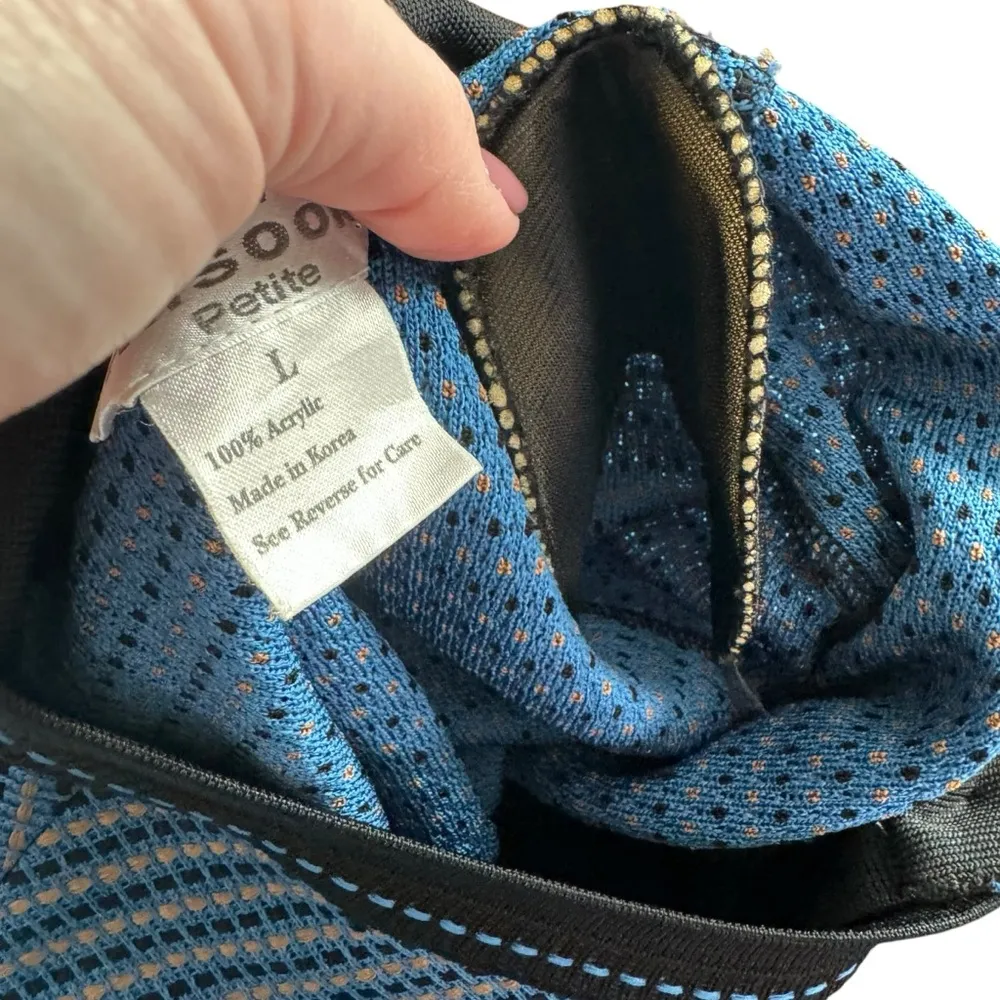 Petite
L
100% Acrylic
Made in Korea
See Reverse for Care